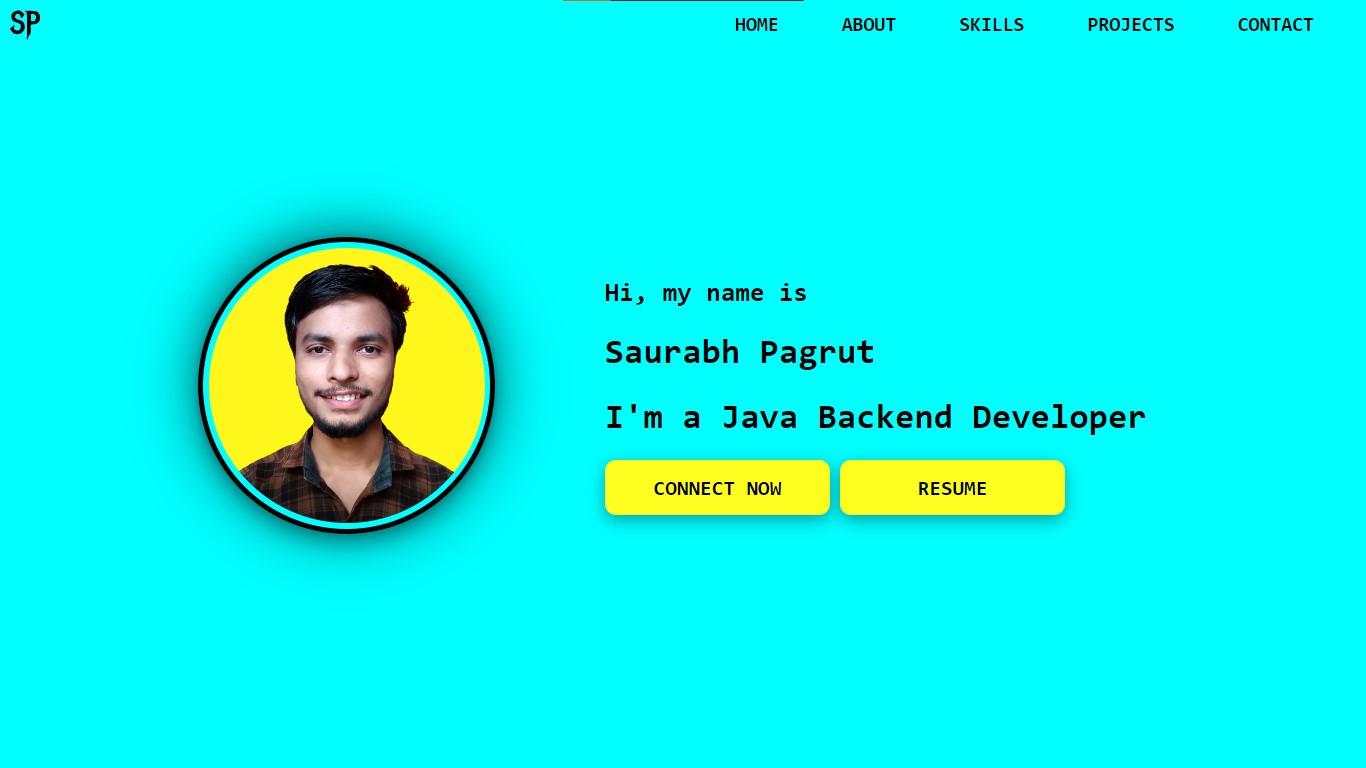 SP
HOME ABOUT SKILLS PROJECTS CONTACT
Hi, my name is
Saurabh Pagrut
I'm a Java Backend Developer
CONNECT NOW RESUME